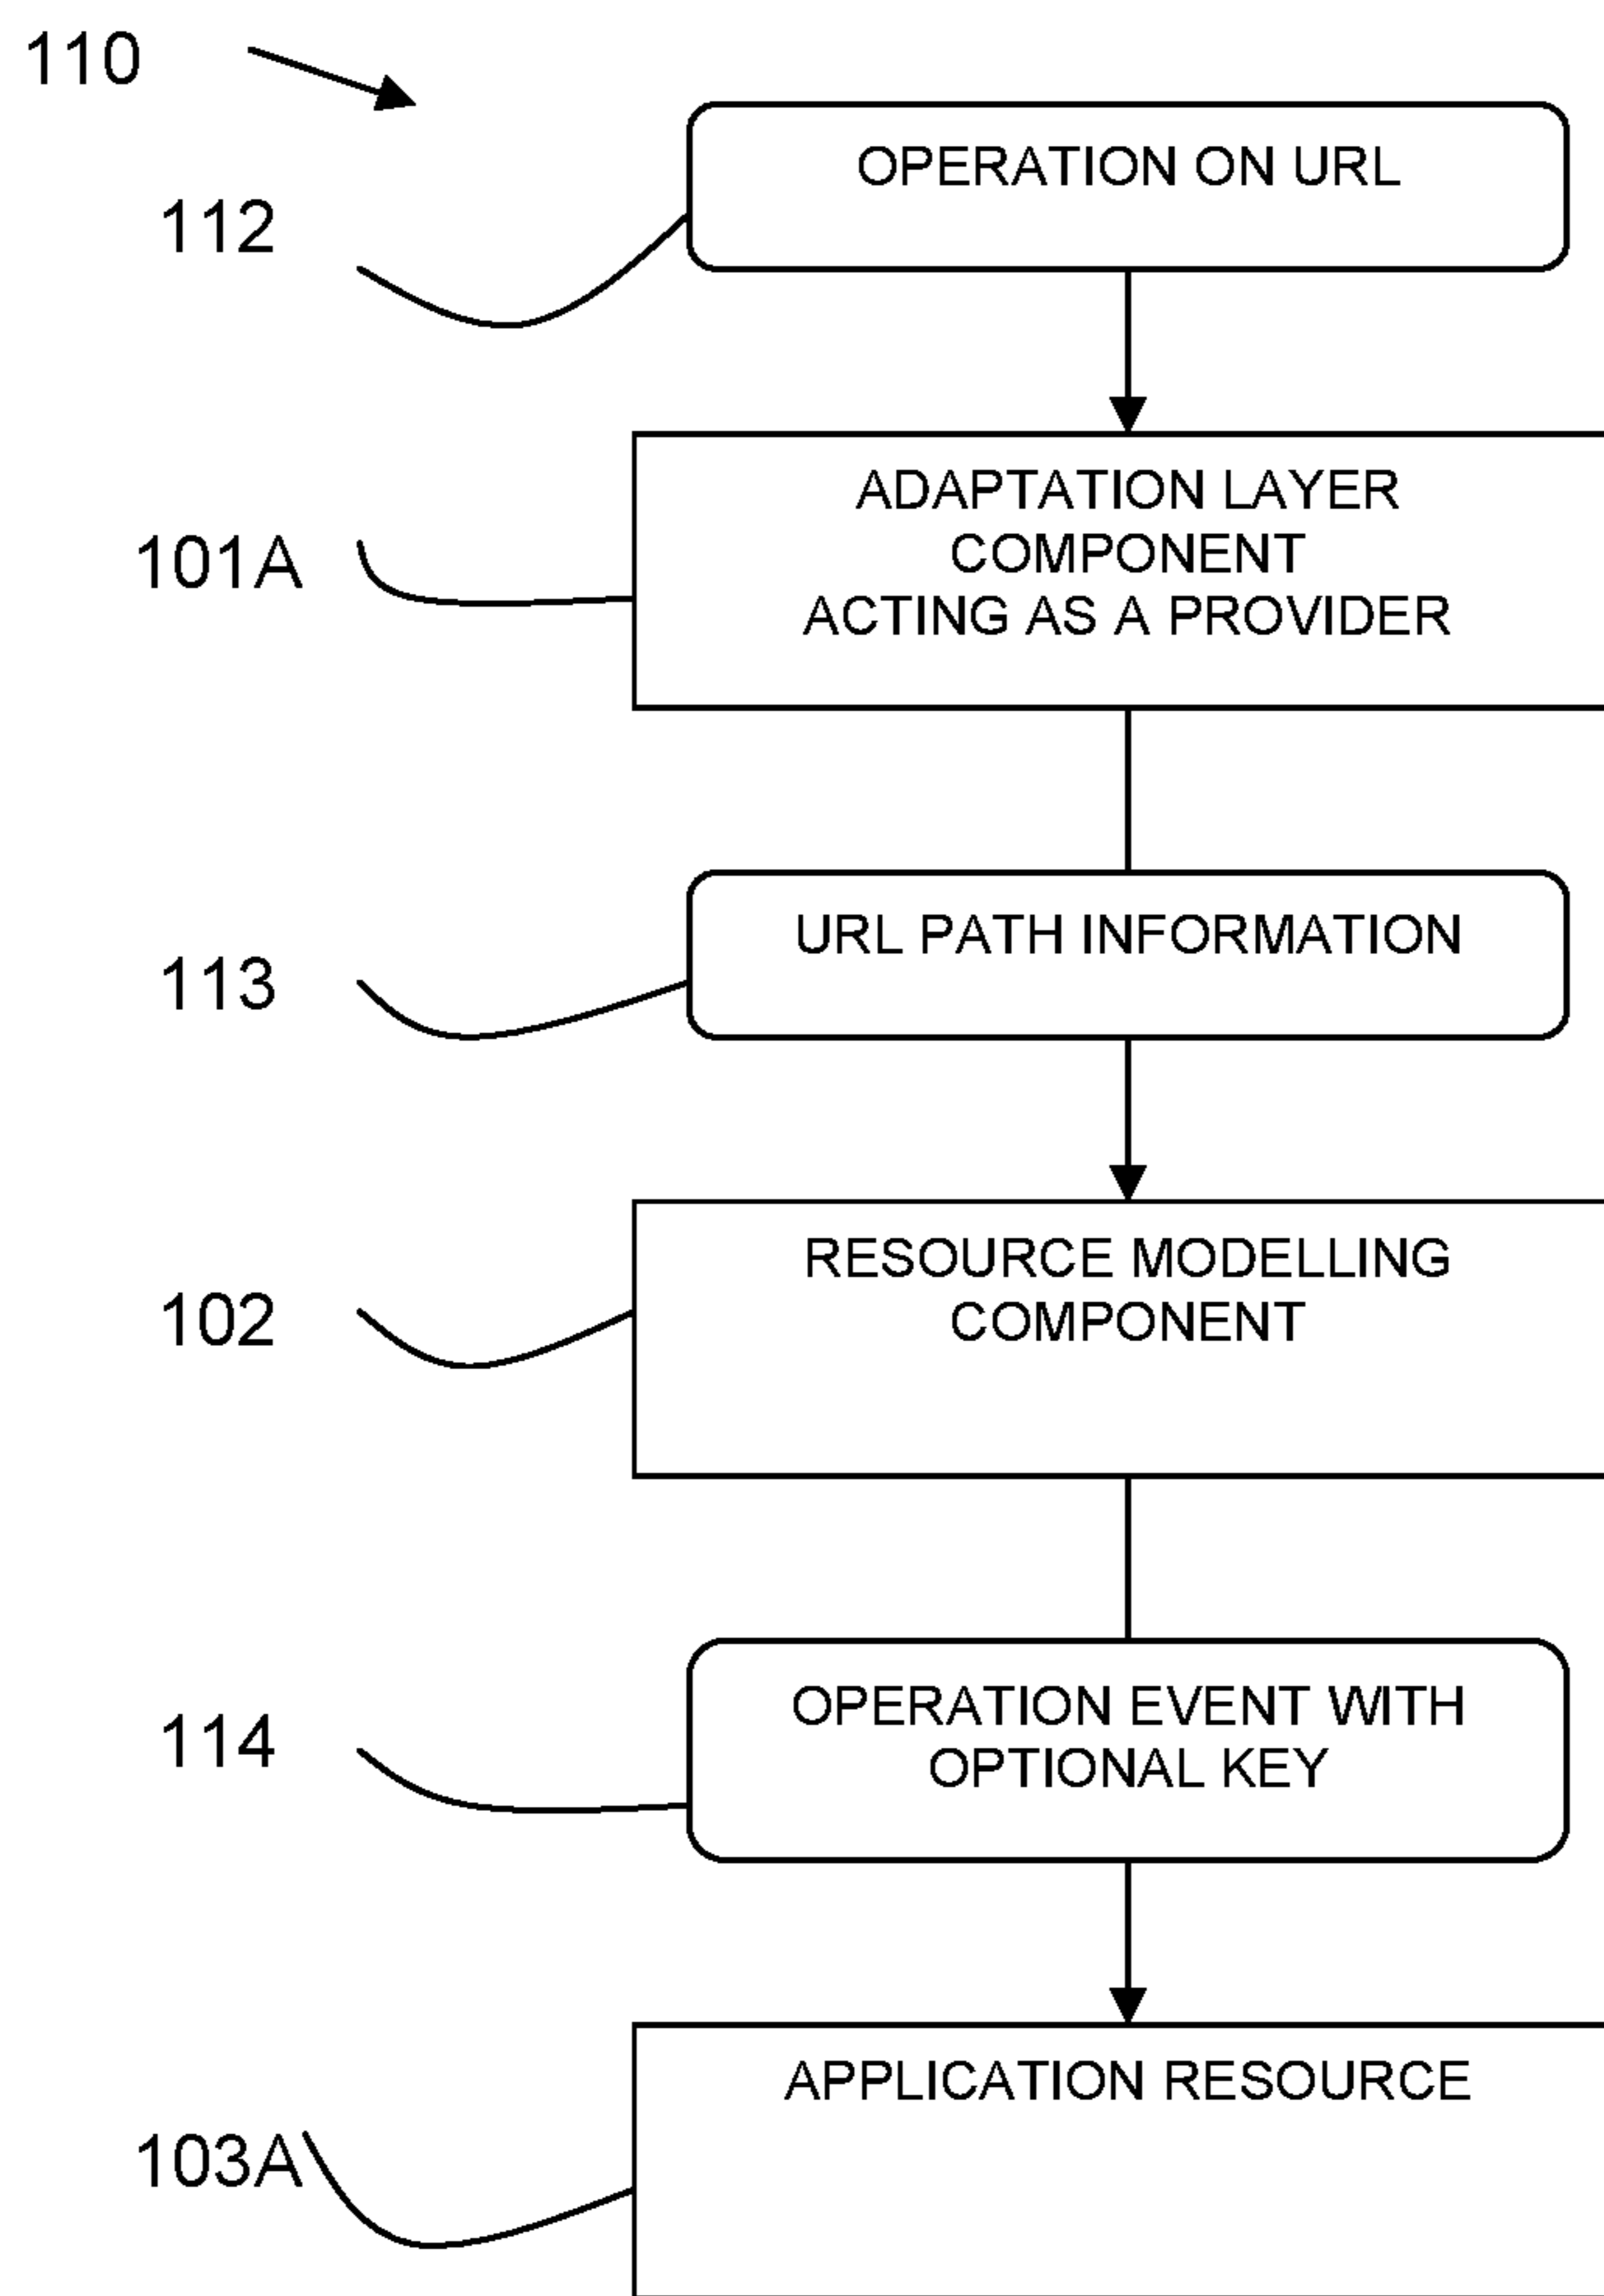 110
OPERATION ON URL
112
ADAPTATION LAYER
COMPONENT
ACTING AS A PROVIDER
101A
URL PATH INFORMATION
113
RESOURCE MODELLING
COMPONENT
102
OPERATION EVENT WITH
OPTIONAL KEY
114
APPLICATION RESOURCE
103A